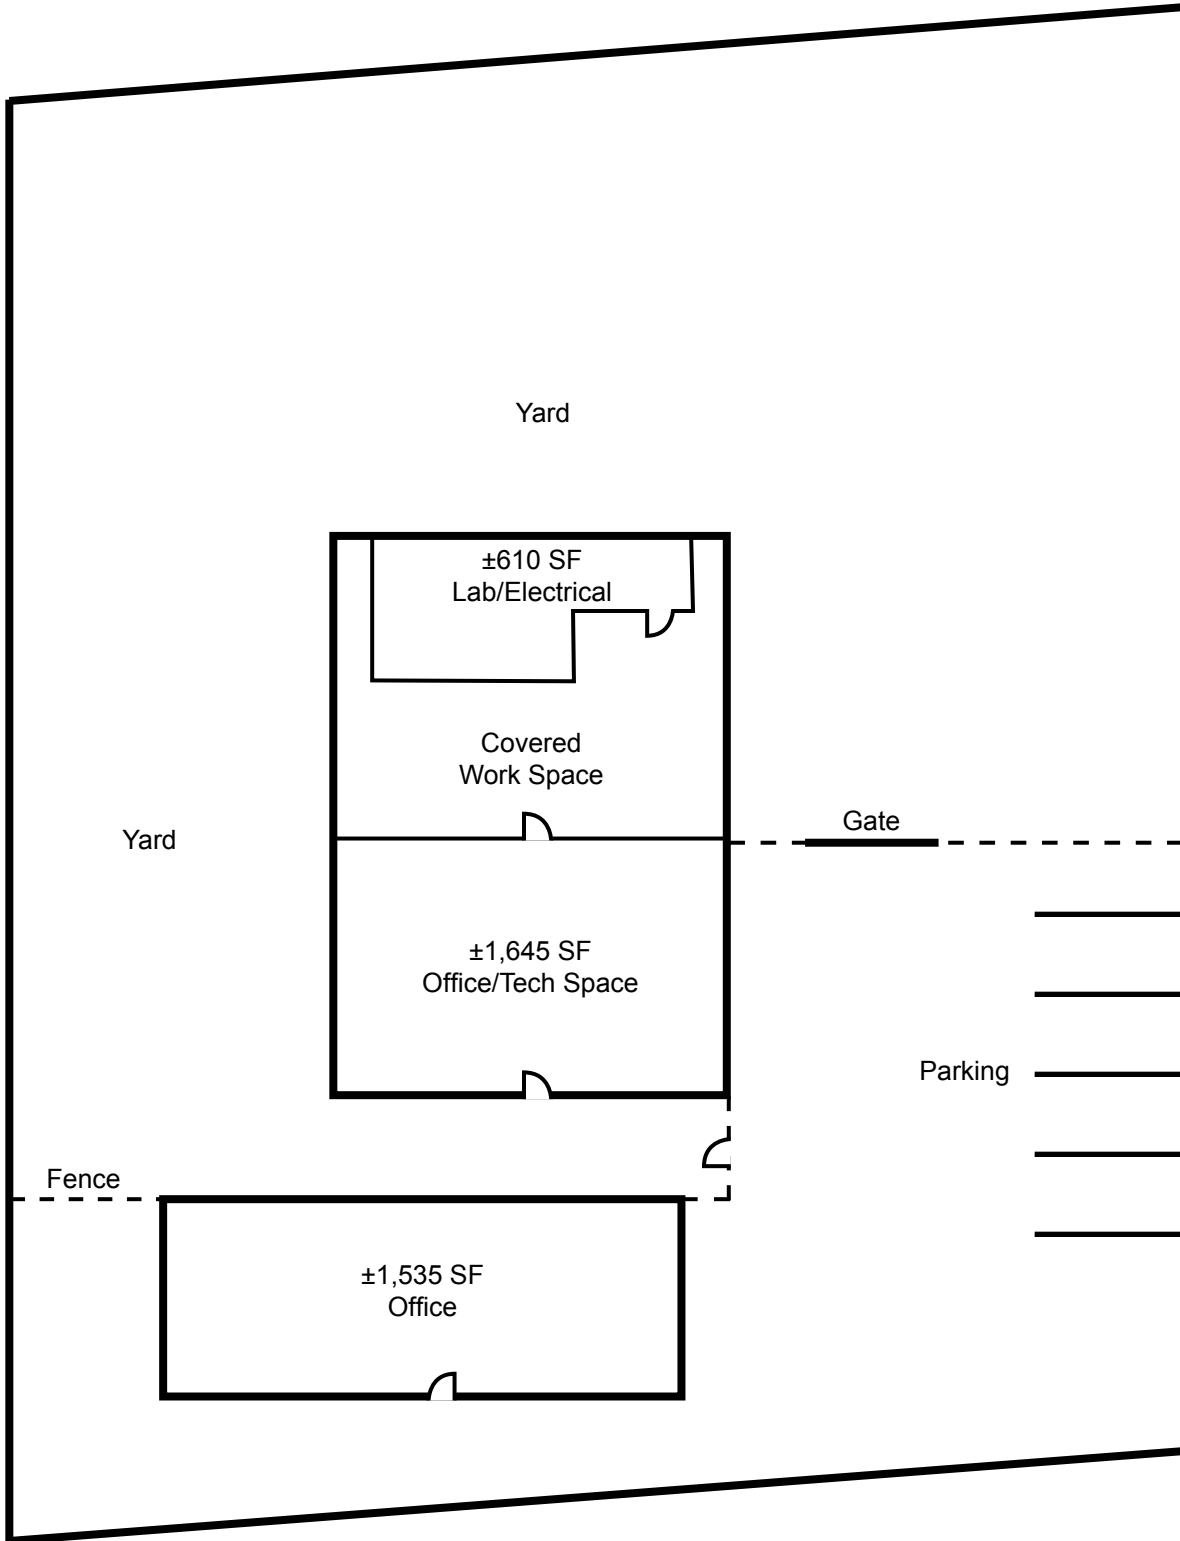 Yard
±610 SF
Lab/Electrical
Covered
Work Space
Gate
Yard
±1,645 SF
Office/Tech Space
Parking
Fence
±1,535 SF
Office